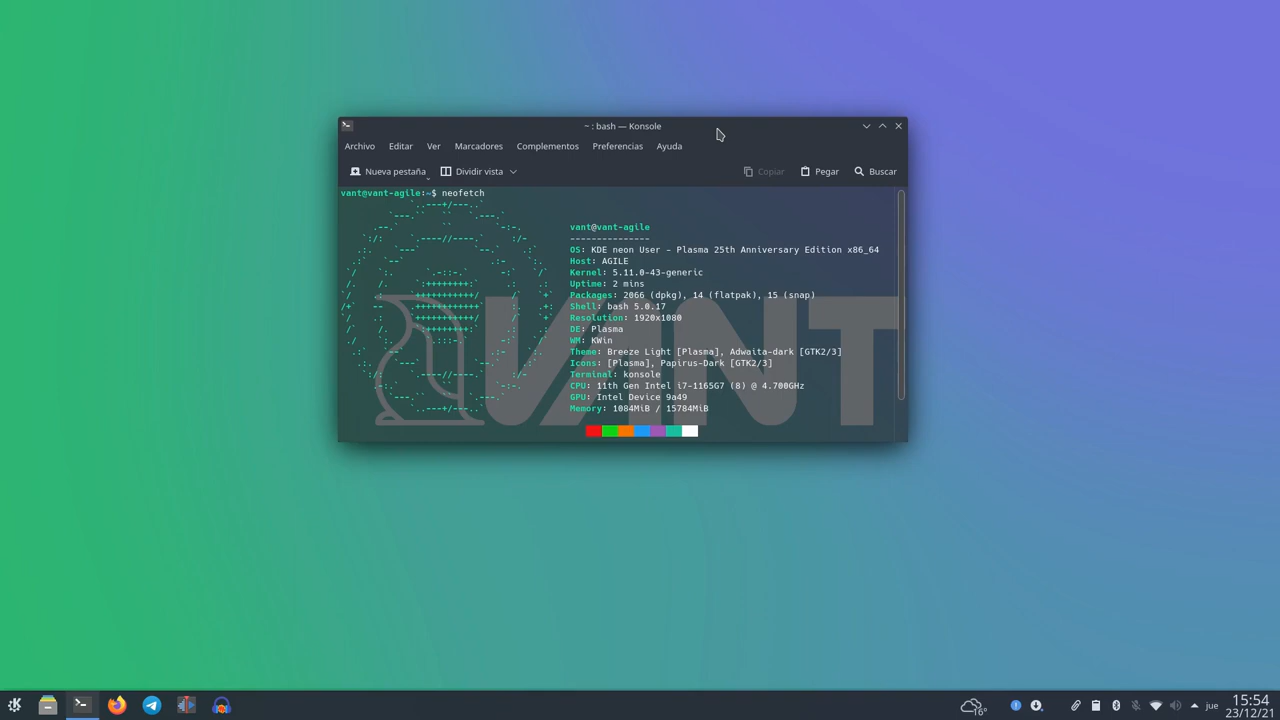 ~ : bash — Konsole
Archivo Editar Ver Marcadores Complementos Preferencias Ayuda
Nueva pestaña Dividir vista Copiar Pegar Buscar
vant@vant-agile:~$ neofetch
vant@vant-agile
---------------
OS: KDE neon User - Plasma 25th Anniversary Edition x86_64
Host: AGILE
Kernel: 5.11.0-43-generic
Uptime: 2 mins
Packages: 2066 (dpkg), 14 (flatpak), 15 (snap)
Shell: bash 5.0.17
Resolution: 1920x1080
DE: Plasma
WM: KWin
Theme: Breeze Light [Plasma], Adwaita-dark [GTK2/3]
Icons: [Plasma], Papirus-Dark [GTK2/3]
Terminal: konsole
CPU: 11th Gen Intel i7-1165G7 (8) @ 4.700GHz
GPU: Intel Device 9a49
Memory: 1084MiB / 15784MiB
VANT
16°
jue
15:54
23/12/21